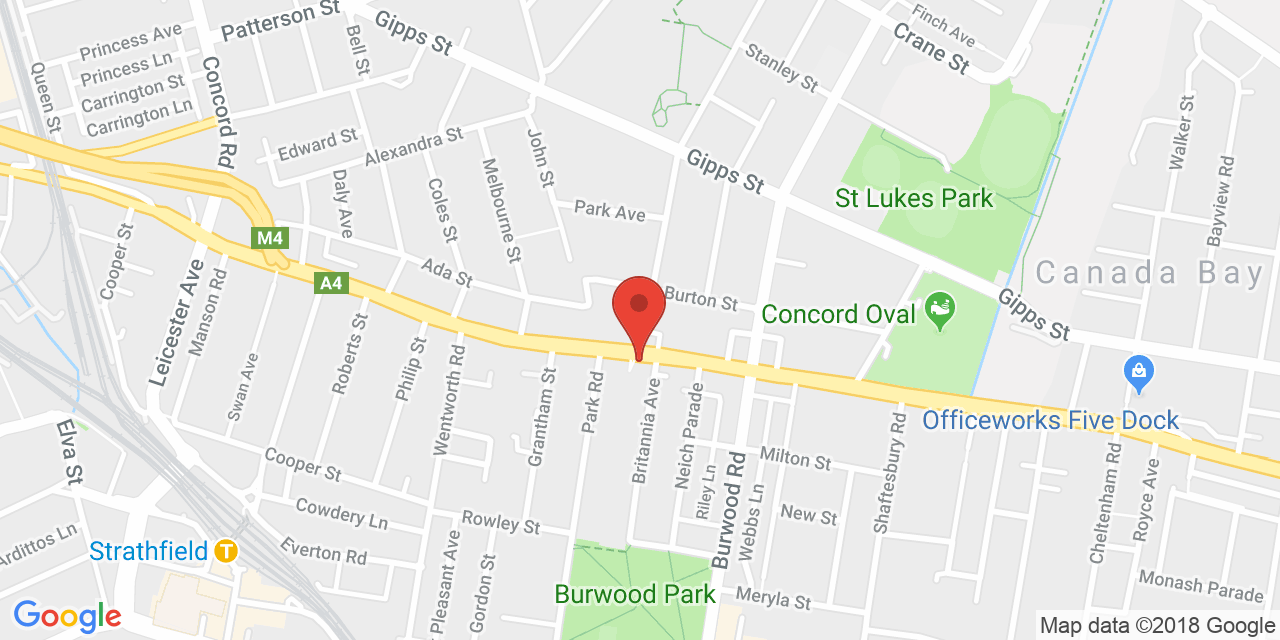 Patterson St
Gipps St
Finch Ave
Crane St
Princess Ave
Princess Ln
Carrington St
Carrington Ln
Queen St
Concord Rd
Bell St
Stanley St
Edward St
Alexandra St
John St
Walker St
Bayview Rd
Gipps St
Daly Ave
Coles St
Melbourne St
Park Ave
St Lukes Park
Cooper St
M4
A4
Ada St
Burton St
Canada Bay
Concord Oval
Gipps St
Leicester Ave
Manson Rd
Swan Ave
Roberts St
Philip St
Wentworth Rd
Grantham St
Park Rd
Britannia Ave
Neich Parade
Officeworks Five Dock
Elva St
Cooper St
Cowdery Ln
Rowley St
Everton Rd
Riley Ln
Burwood Rd
Webbs Ln
Milton St
New St
Shaftesbury Rd
Cheltenham Rd
Royce Ave
Ardittos Ln
Strathfield
T
Pleasant Ave
Gordon St
Burwood Park
Meryla St
Monash Parade
Google
Map data ©2018 Google